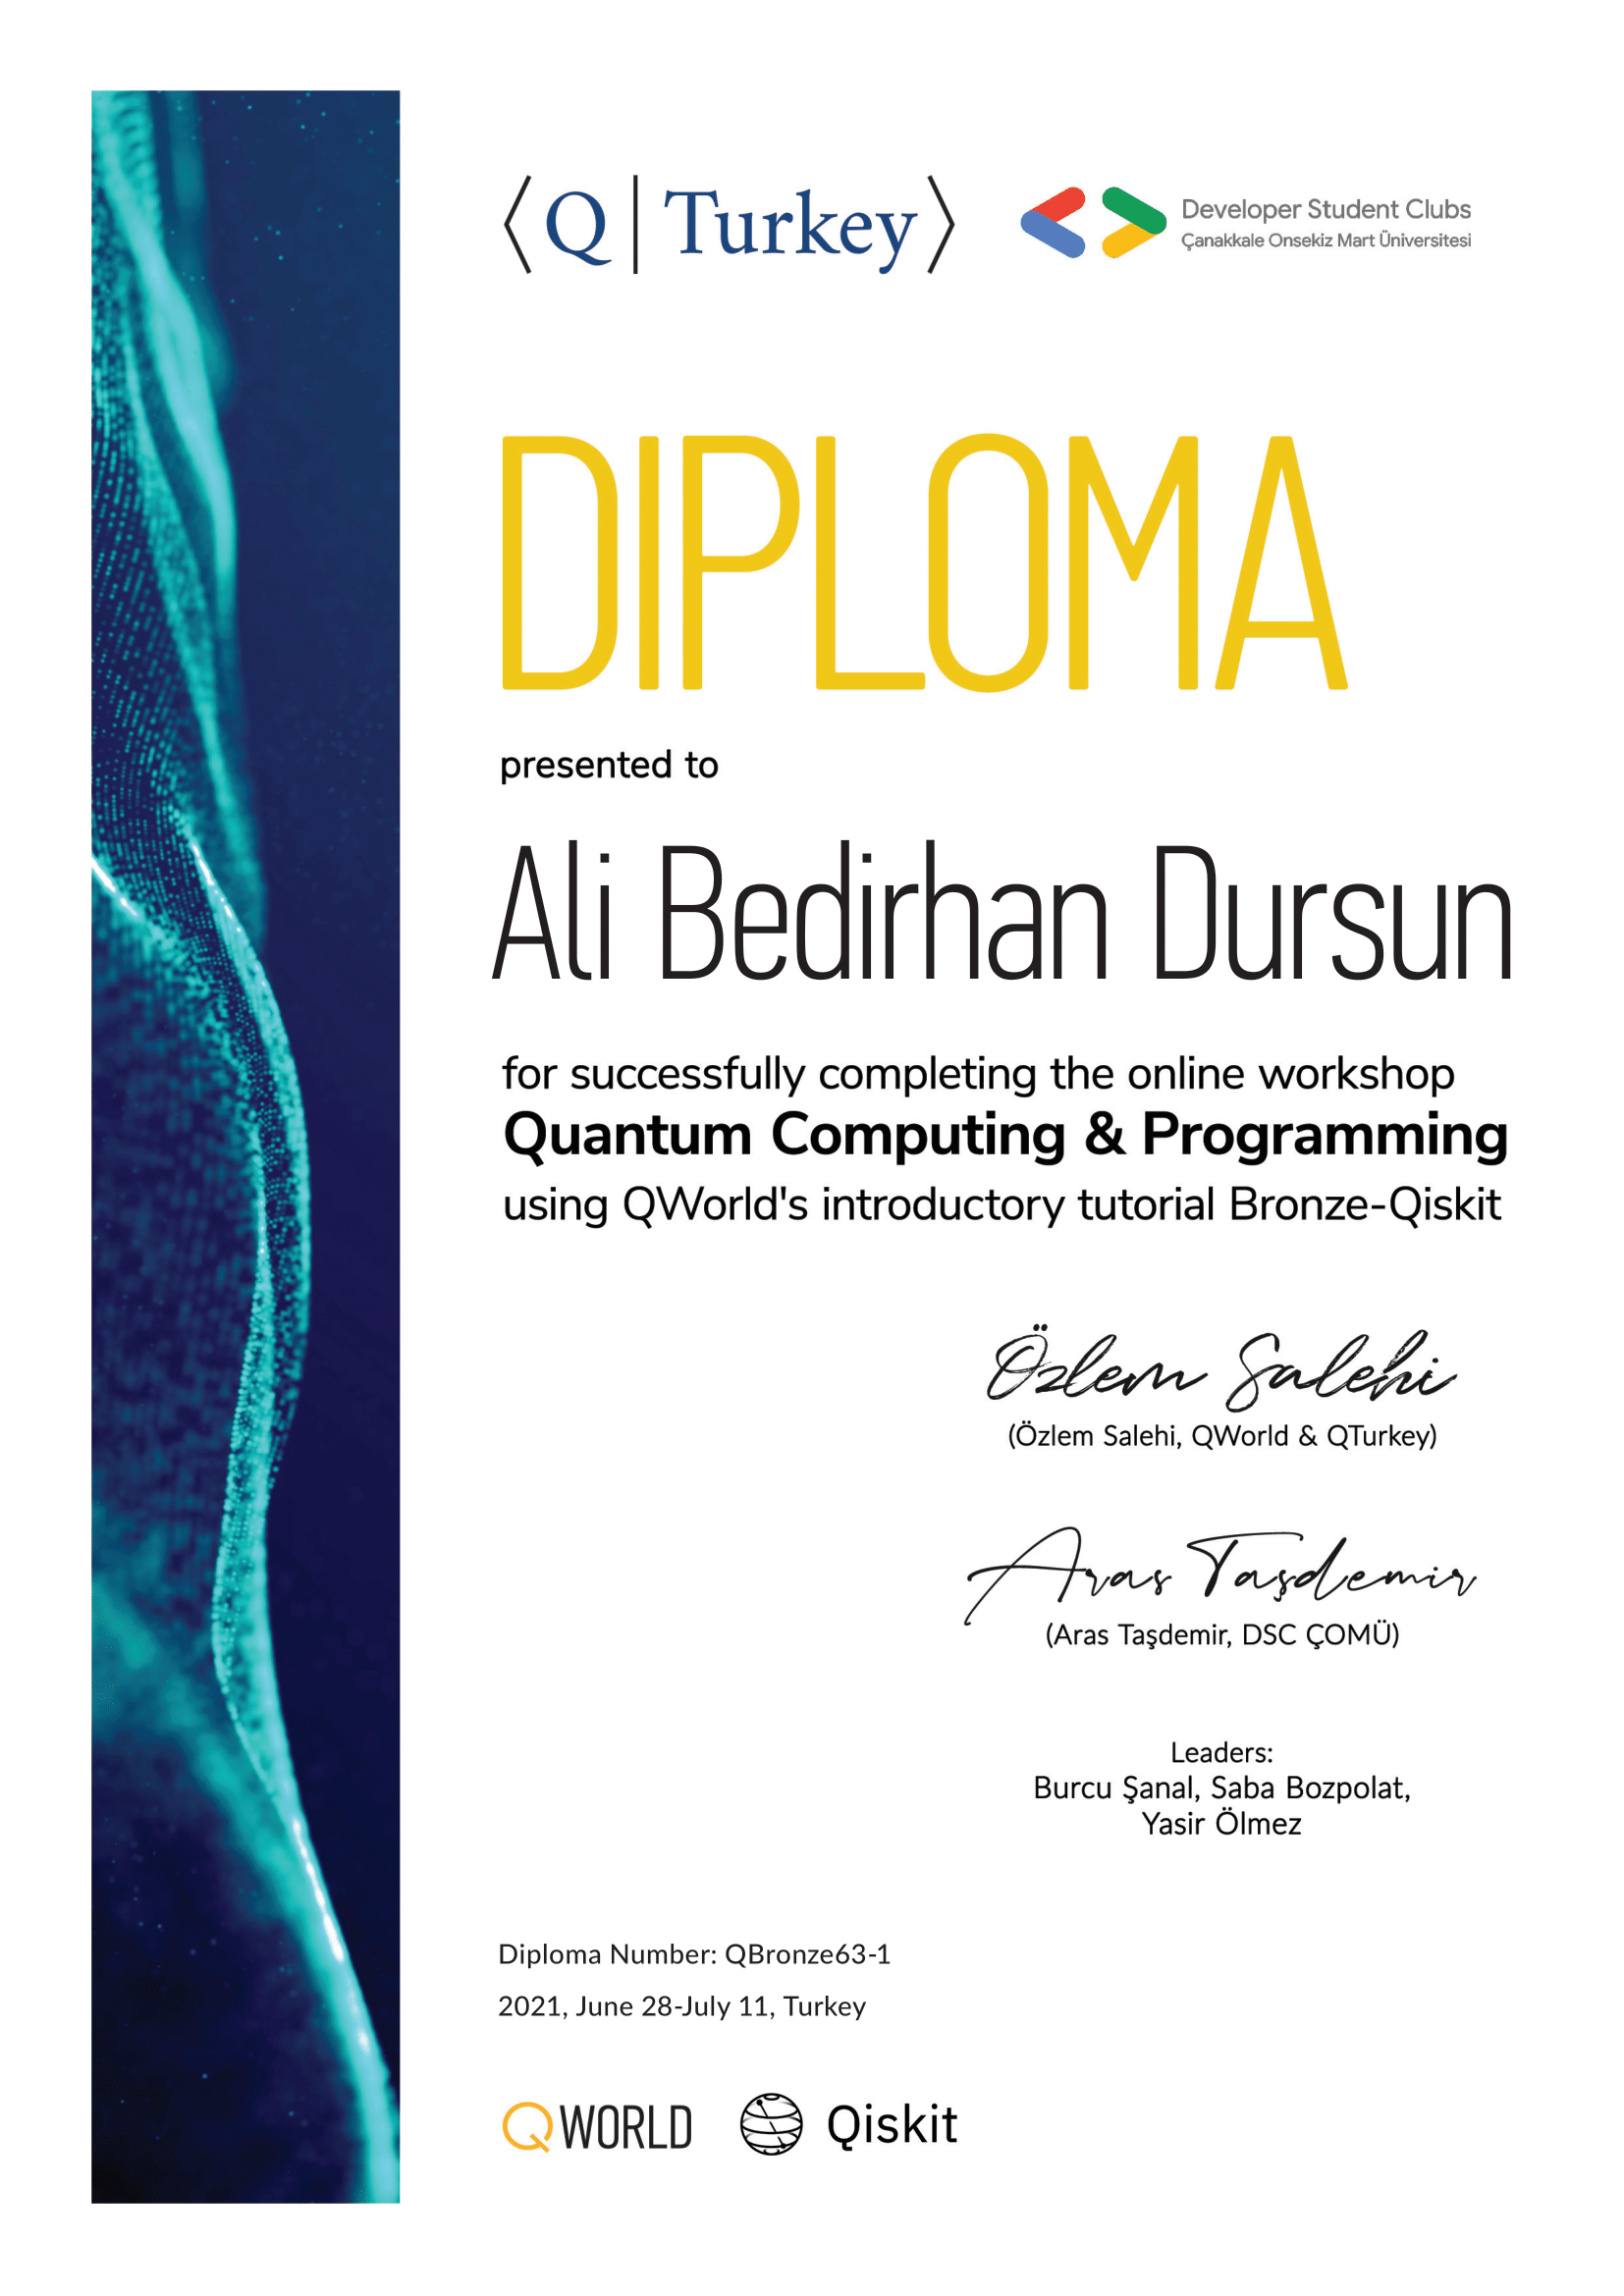 ⟨Q|Turkey⟩
Developer Student Clubs
Çanakkale Onsekiz Mart Üniversitesi
DIPLOMA
presented to
Ali Bedirhan Dursun
for successfully completing the online workshop
Quantum Computing & Programming
using QWorld's introductory tutorial Bronze-Qiskit
Özlem Salehi
(Özlem Salehi, QWorld & QTurkey)
Aras Taşdemir
(Aras Taşdemir, DSC ÇOMÜ)
Leaders:
Burcu Şanal, Saba Bozpolat,
Yasir Ölmez
Diploma Number: QBronze63-1
2021, June 28-July 11, Turkey
QWORLD
Qiskit